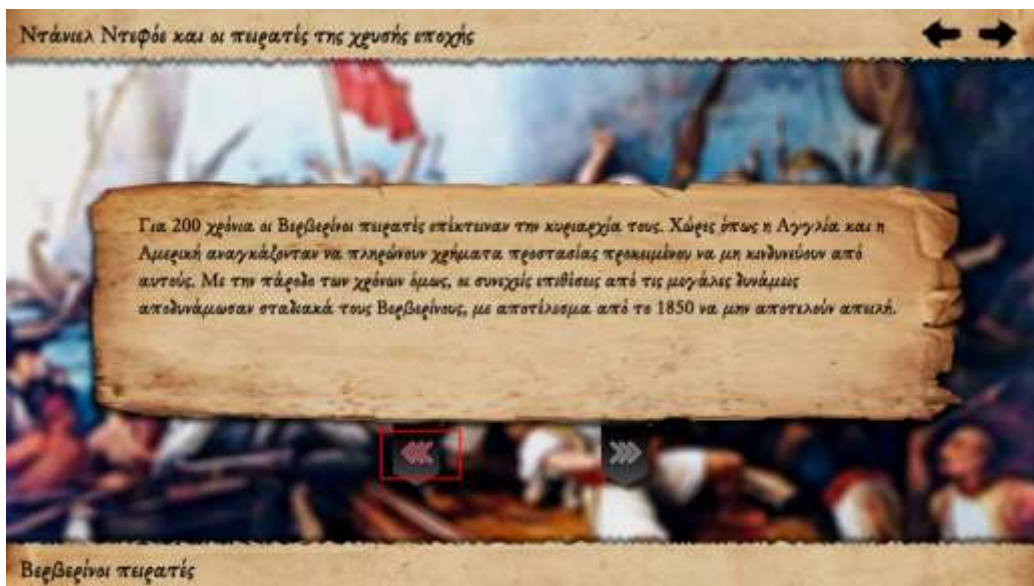 Ντάνιελ Ντεφόε και οι πειρατές της χρυσής εποχής
Για 200 χρόνια οι Βερβερίνοι πειρατές επέκτειναν την κυριαρχία τους. Χώρες όπως η Αγγλία και η
Αμερική αναγκάζονταν να πληρώνουν χρήματα προστασίας προκειμένου να μη κινδυνεύουν από
αυτούς. Με την πάροδο των χρόνων όμως, οι συνεχείς επιθέσεις από τις μεγάλες δυνάμεις
αποδυνάμωσαν σταδιακά τους Βερβερίνους, με αποτέλεσμα από το 1850 να μην αποτελούν απειλή.
Βερβερίνοι πειρατές